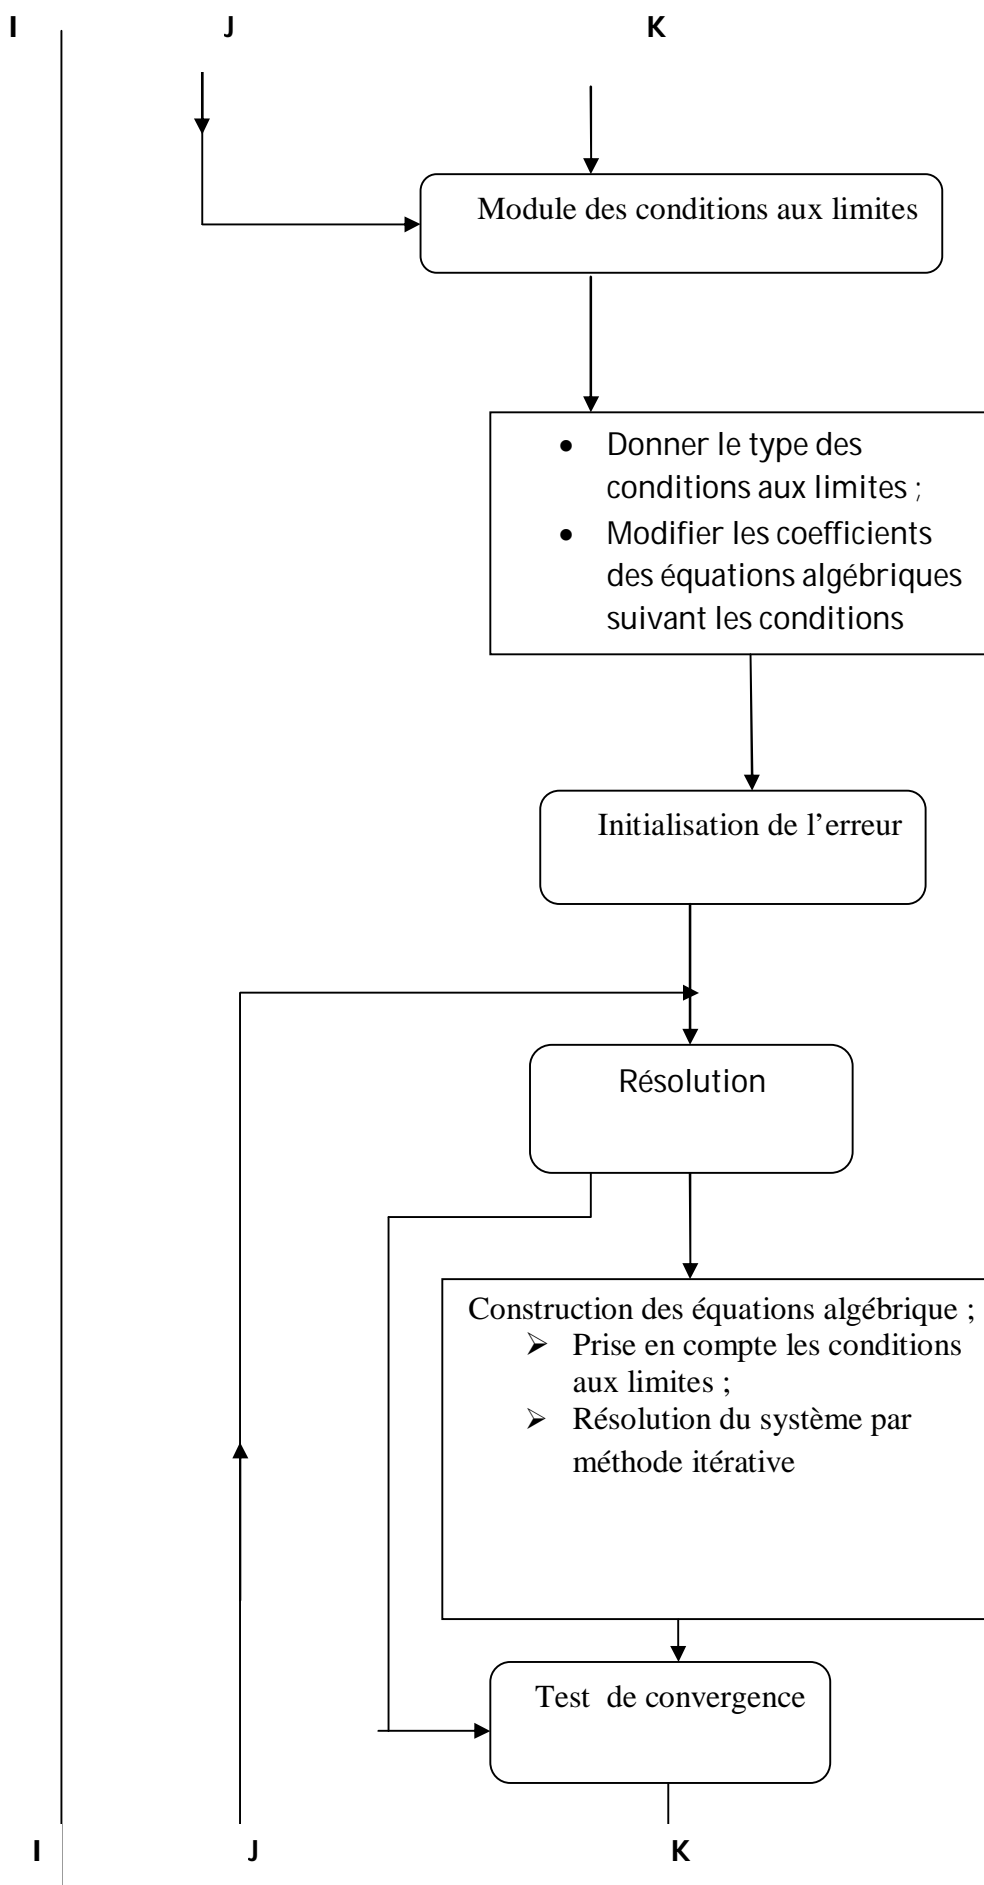 I J K
Module des conditions aux limites
• Donner le type des
conditions aux limites ;
• Modifier les coefficients
des équations algébriques
suivant les conditions
Initialisation de l’erreur
Résolution
Construction des équations algébrique ;
➢ Prise en compte les conditions
aux limites ;
➢ Résolution du système par
méthode itérative
Test de convergence
I J K